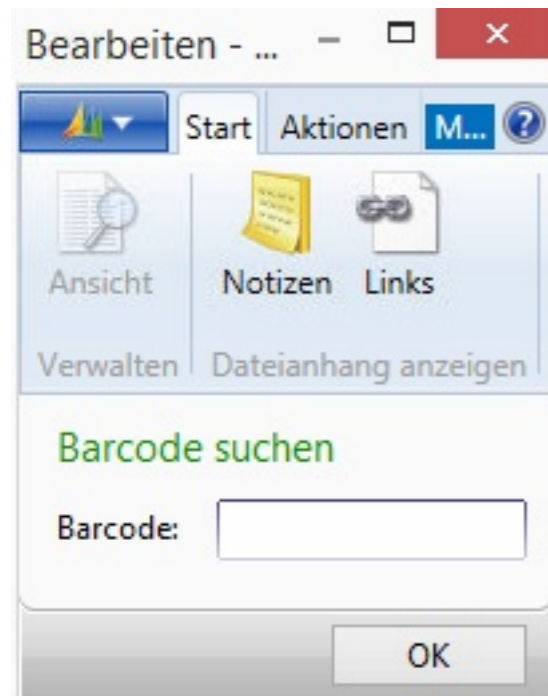 Bearbeiten - ...
Start Aktionen M... ?
Ansicht Notizen Links
Verwalten Dateianhang anzeigen
Barcode suchen
Barcode:
OK